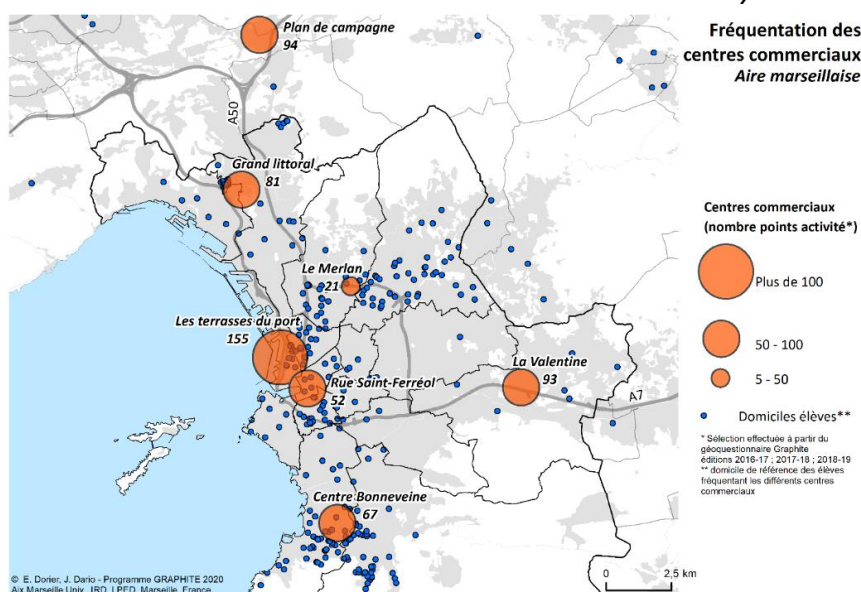 Fréquentation des
centres commerciaux
Aire marseillaise
Plan de campagne
94
A50
Grand littoral
81
Le Merlan
21
Les terrasses du port
155
Rue Saint-Ferréol
52
La Valentine
93
A7
Centre Bonneveine
67
Centres commerciaux
(nombre points activité*)
Plus de 100
50 - 100
5 - 50
Domiciles élèves**
* Sélection effectuée à partir du
géoquestionnaire Graphite
éditions 2016-17 ; 2017-18 ; 2018-19
** domicile de référence des élèves
fréquentant les différents centres
commerciaux
0 2,5 km
© E. Dorier, J. Dario - Programme GRAPHITE 2020
Aix Marseille Univ, IRD, LPED, Marseille, France